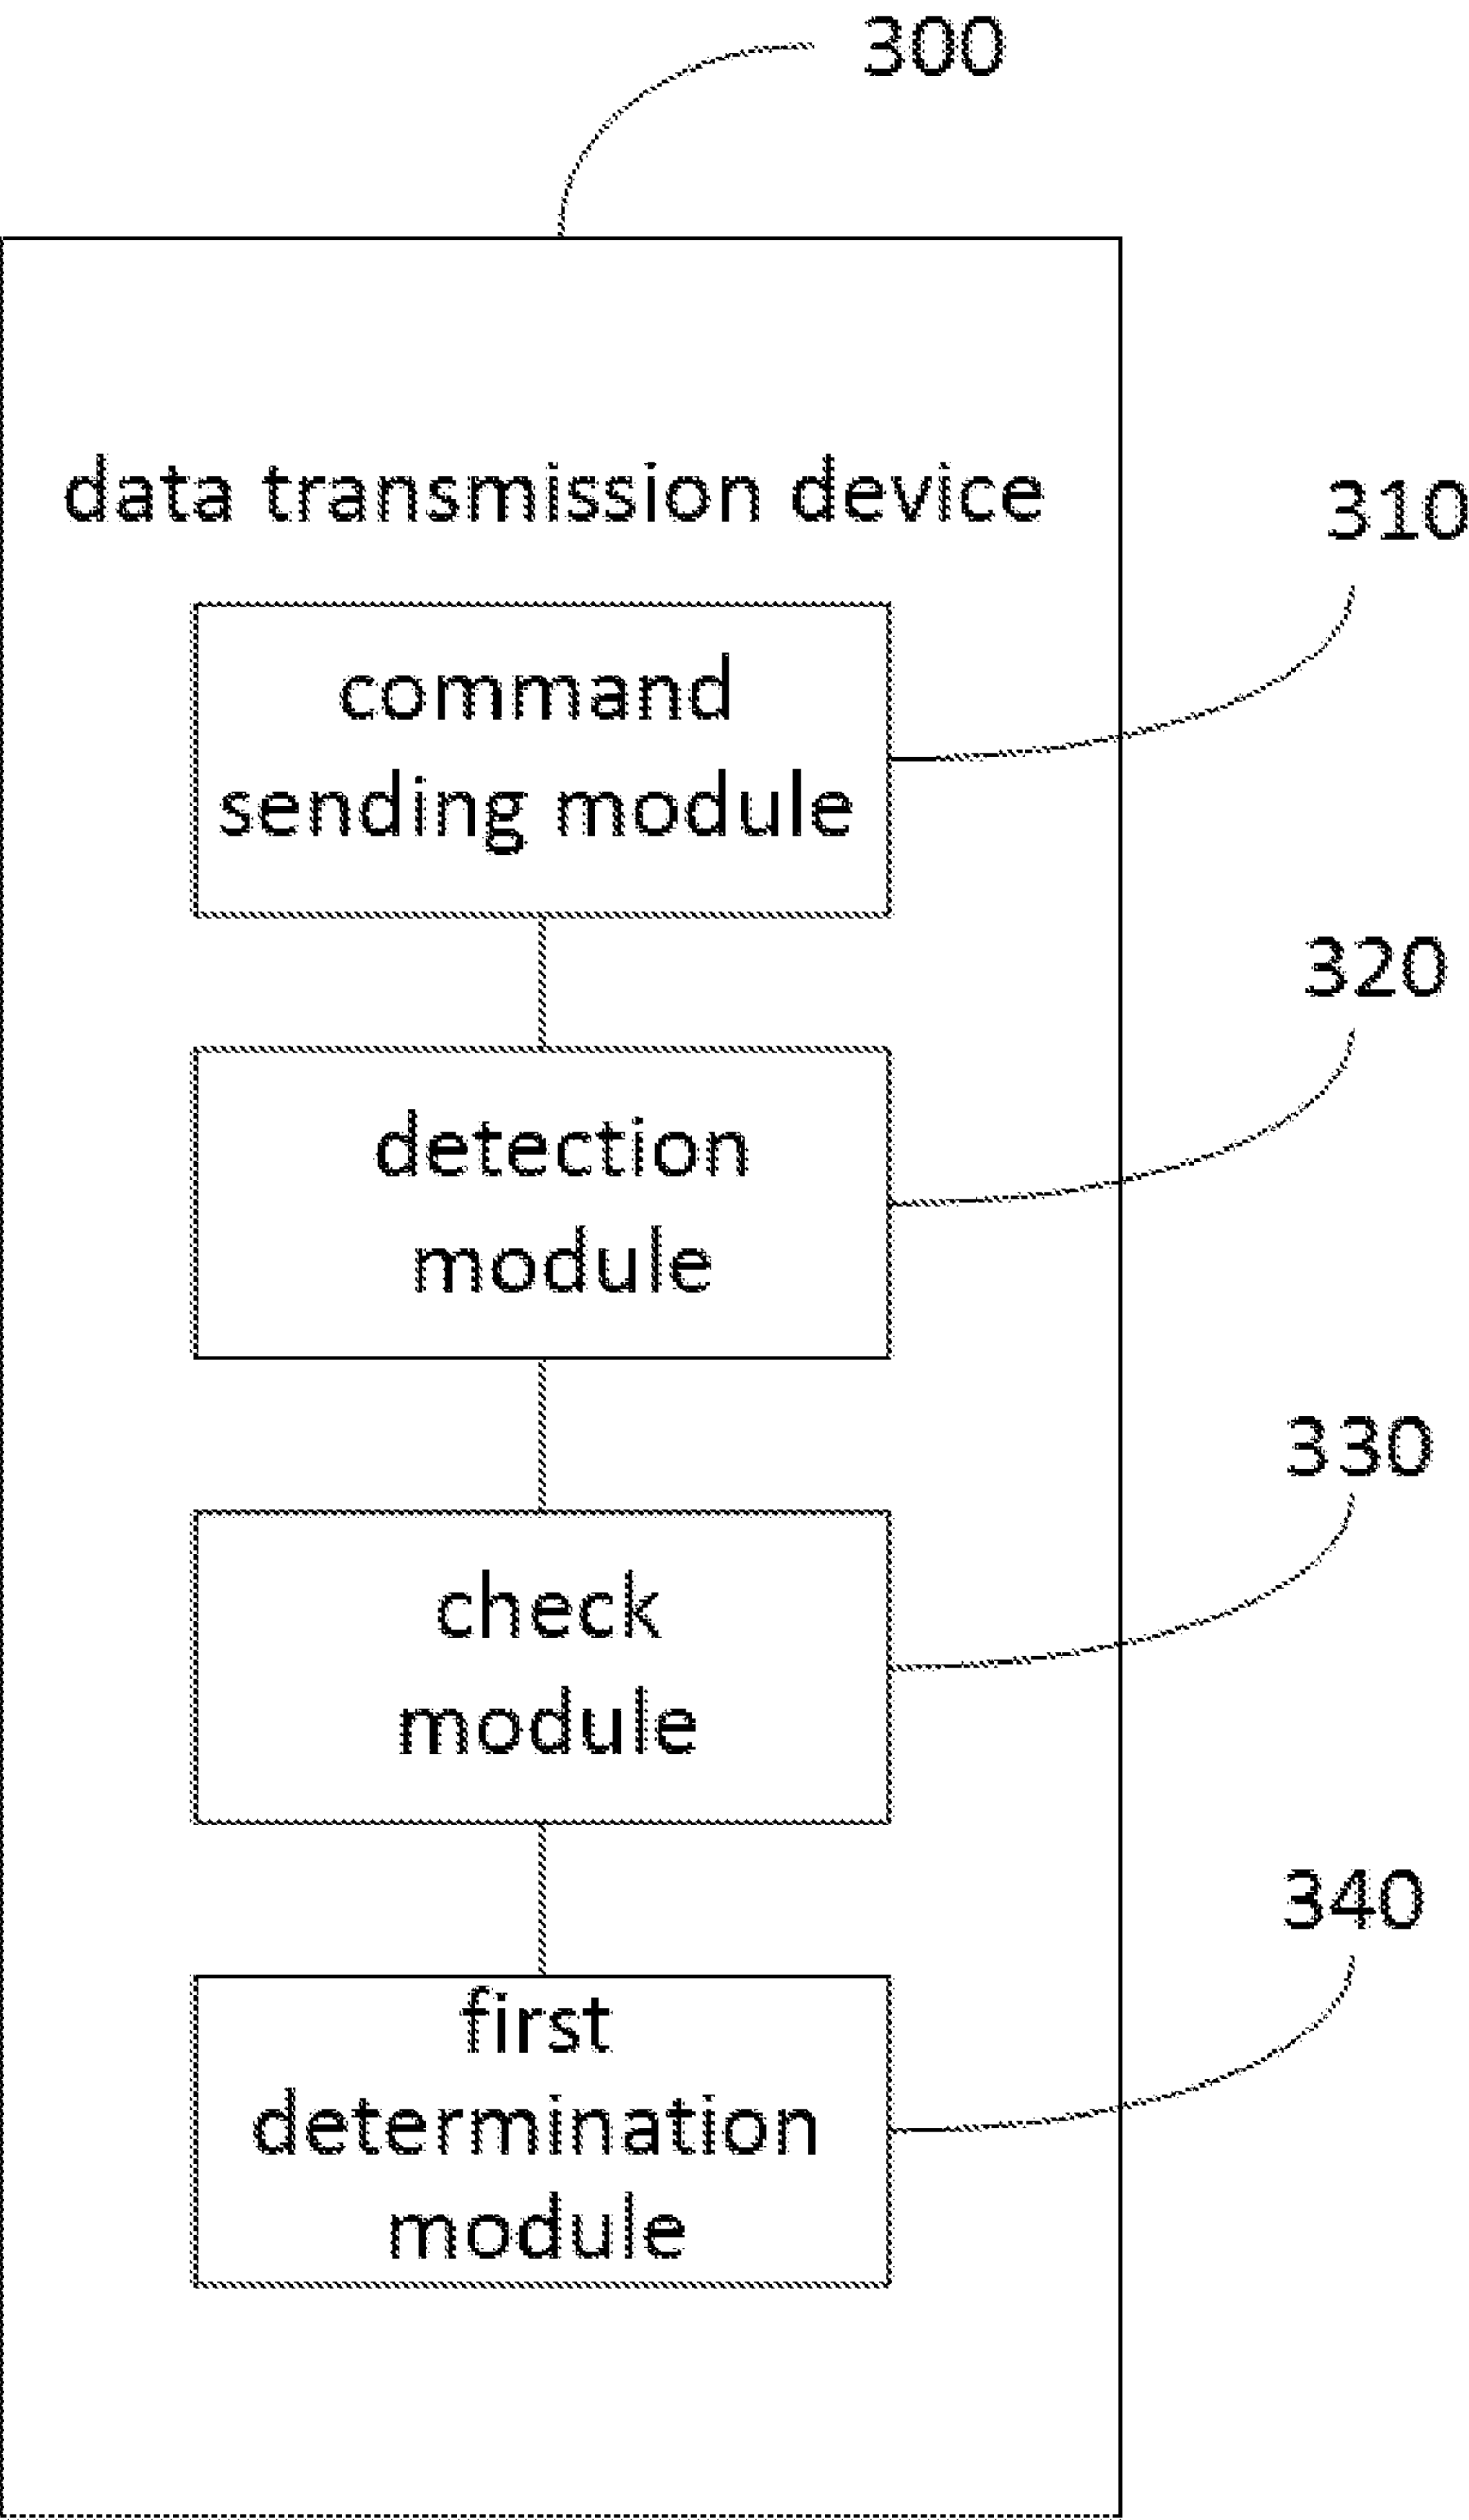 300
data transmission device
310
command
sending module
320
detection
module
330
check
module
340
first
determination
module